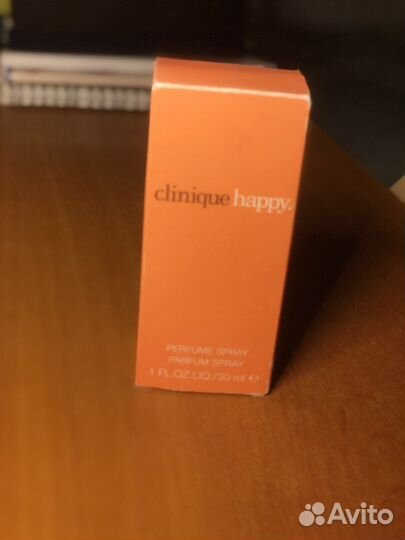 clinique happy.
PERFUME SPRAY
PARFUM SPRAY
1 FL.OZ.LIQ./30 ml ℮
Avito